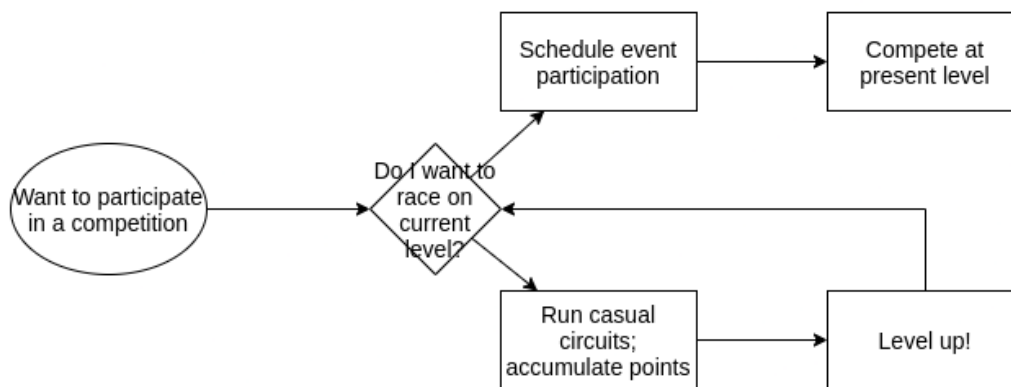 Schedule event
participation
Compete at
present level
Want to participate
in a competition
Do I want to
race on
current
level?
Run casual
circuits;
accumulate points
Level up!